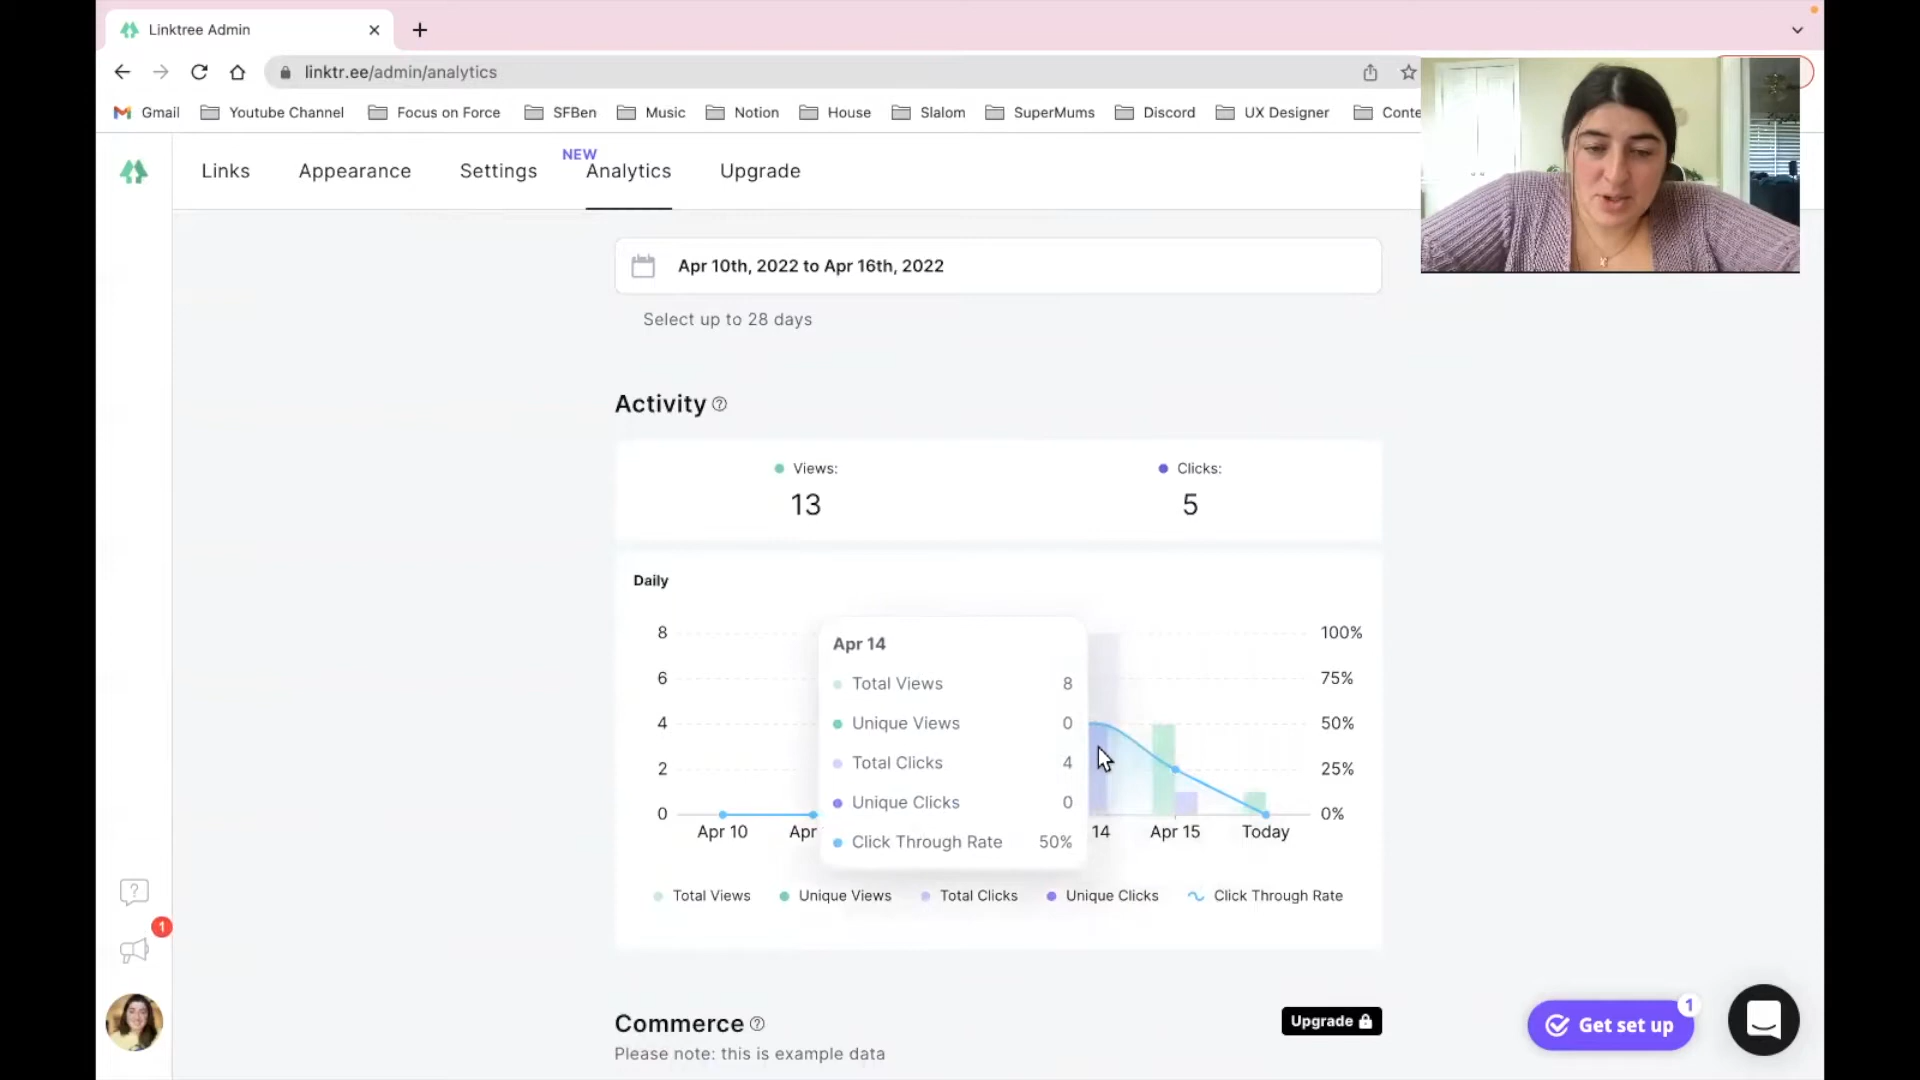 Linktree Admin
linktr.ee/admin/analytics
Gmail Youtube Channel Focus on Force SFBen Music Notion House Slalom SuperMums Discord UX Designer Conte
NEW
Links Appearance Settings Analytics Upgrade
Apr 10th, 2022 to Apr 16th, 2022
Select up to 28 days
Activity
Views: Clicks:
13 5
Daily
8 100%
Apr 14
6 Total Views 8 75%
4 Unique Views 0 50%
2 Total Clicks 4 25%
Unique Clicks 0
0 0%
Apr 10 Apr 14 Apr 15 Today
Click Through Rate 50%
Total Views Unique Views Total Clicks Unique Clicks Click Through Rate
1
Commerce Upgrade
Please note: this is example data
Get set up 1